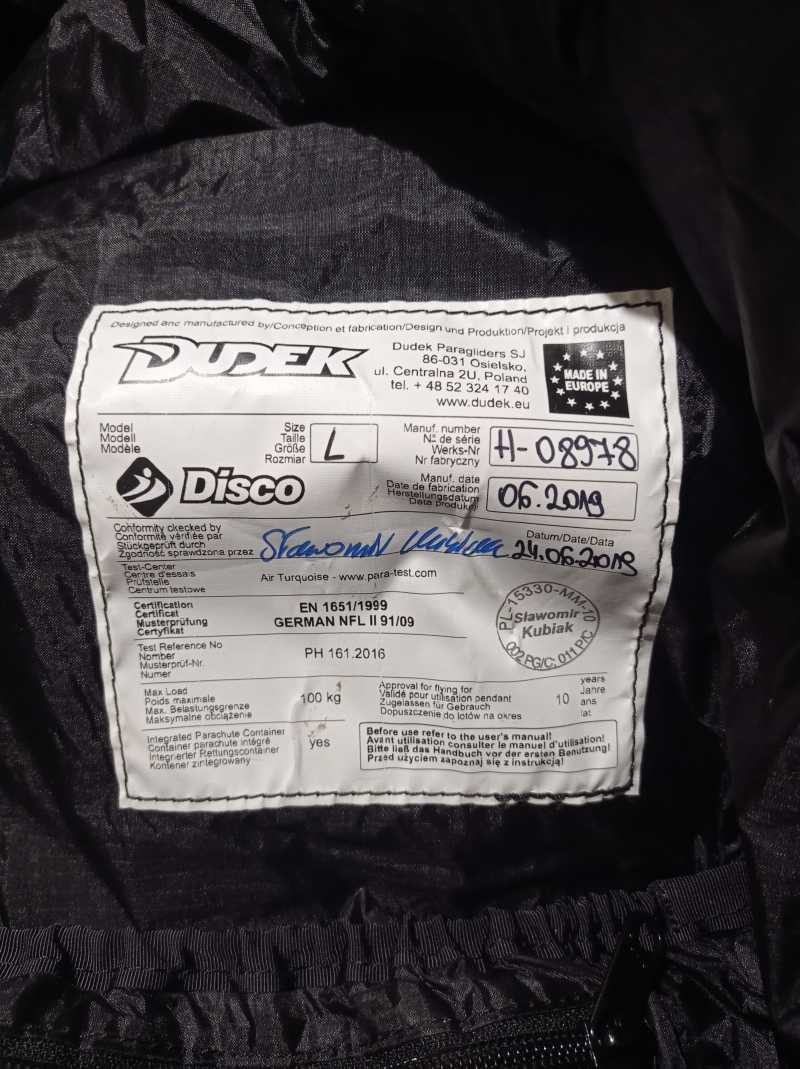 Designed and manufactured by/Conception et fabrication/Design und Produktion/Projekt i produkcja
DUDEK
Dudek Paragliders SJ
86-031 Osielsko,
ul. Centralna 2U, Poland
tel. + 48 52 324 17 40
www.dudek.eu
MADE IN
EUROPE
Model
Modell
Modèle
Size
Taille
Größe
Rozmiar
L
Manuf. number
N° de série
Werks-Nr
Nr fabryczny
H-08978
Disco
Manuf. date
Date de fabrication
Herstellungsdatum
Data produkcji
06.2019
Conformity checked by
Conformité vérifiée par
Stückgeprüft durch
Zgodność sprawdzona przez
Sławomir Kubiak
Datum/Date/Data
24.06.2019
Test-Center
Centre d'essais
Prüfstelle
Centrum testowe
Air Turquoise - www.para-test.com
Certification
Certificat
Musterprüfung
Certyfikat
EN 1651/1999
GERMAN NFL II 91/09
PL-15330-MM-10
Sławomir
Kubiak
002 PG/C, 011 P/C
Test Reference No
Nomber
Musterprüf-Nr.
Numer
PH 161.2016
Max Load
Poids maximale
Max. Belastungsgrenze
Maksymalne obciążenie
100 kg
Approval for flying for
Validé pour utilisation pendant
Zugelassen für Gebrauch
Dopuszczenie do lotów na okres
10
years
Jahre
ans
lat
Integrated Parachute Container
Container parachute intégré
Integrierter Rettungscontainer
Kontener zintegrowany
yes
Before use refer to the user's manual!
Avant utilisation consulter le manuel d'utilisation!
Bitte ließ das Handbuch vor der ersten Benutzung!
Przed użyciem zapoznaj się z instrukcją!